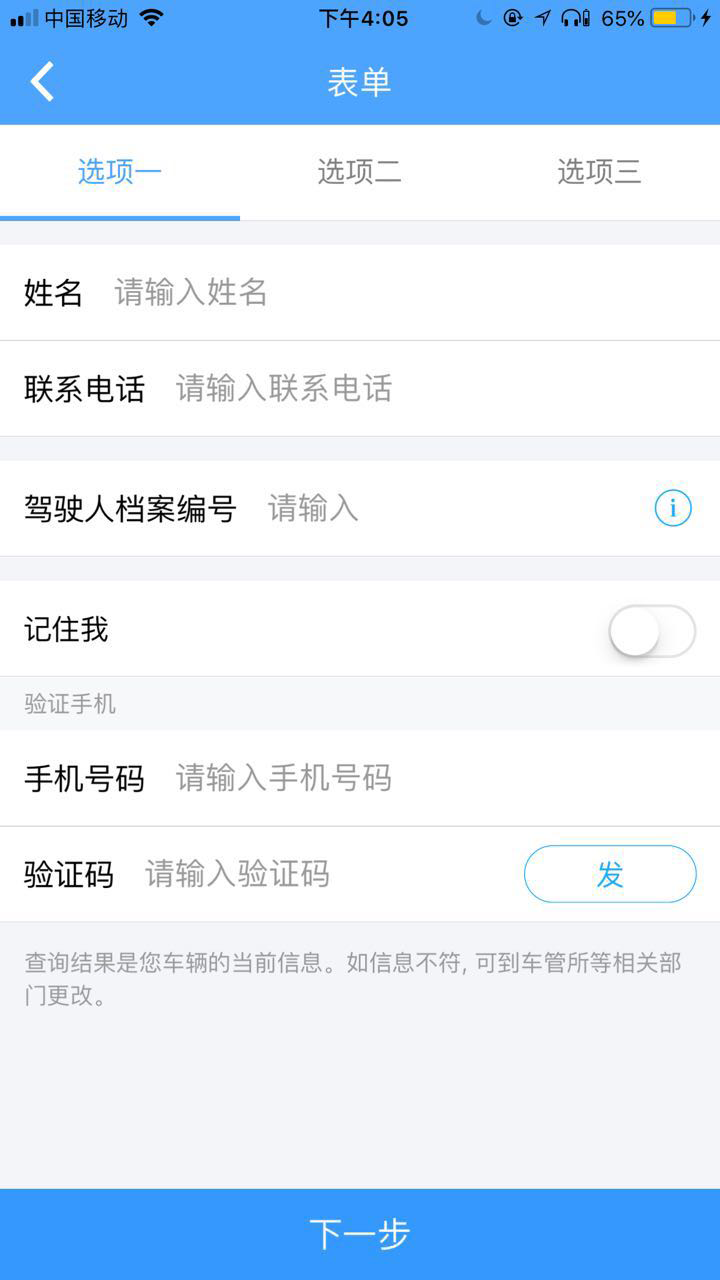 中国移动 下午4:05 65%
表单
选项一 选项二 选项三
姓名 请输入姓名
联系电话 请输入联系电话
驾驶人档案编号 请输入 i
记住我
验证手机
手机号码 请输入手机号码
验证码 请输入验证码 发
查询结果是您车辆的当前信息。如信息不符, 可到车管所等相关部
门更改。
下一步